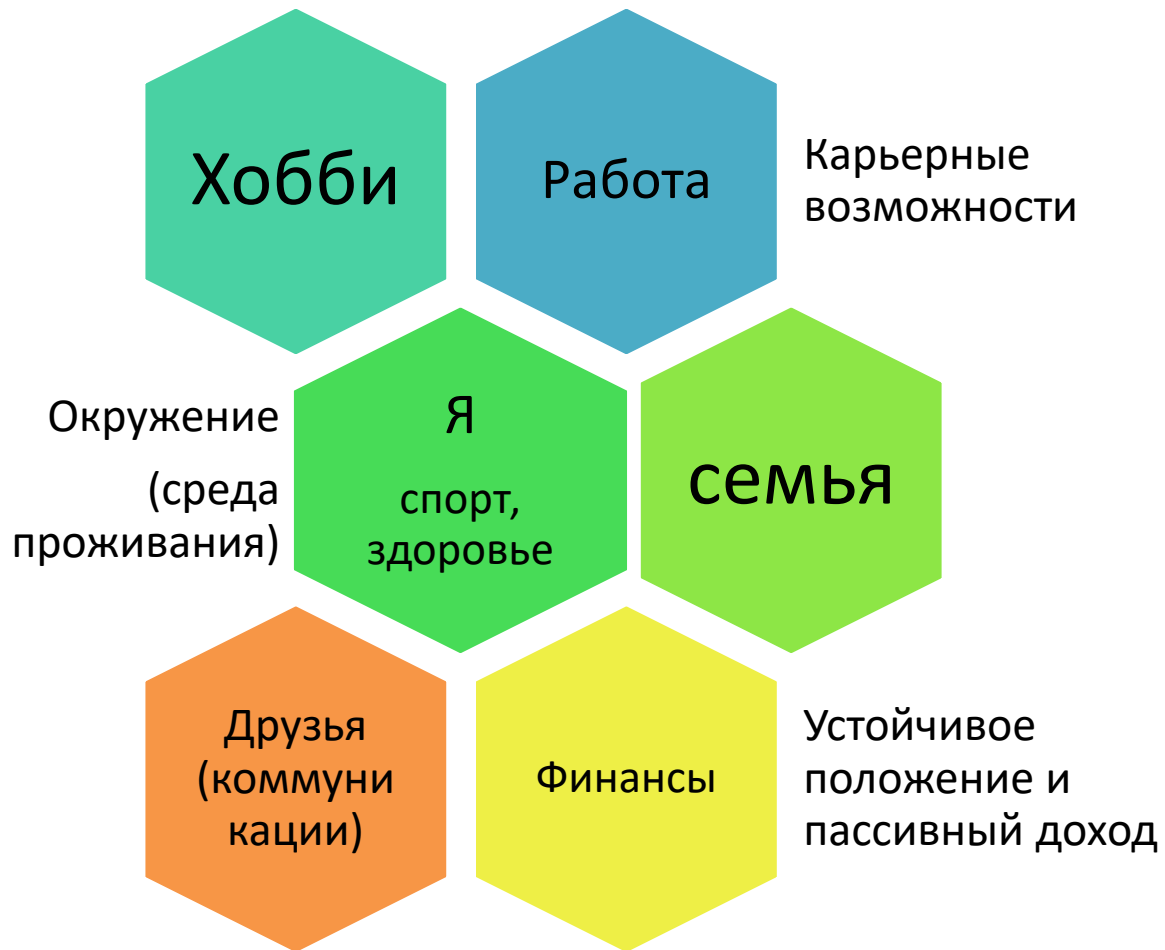 Хобби
Работа
Карьерные
возможности
Окружение
(среда
проживания)
Я
спорт,
здоровье
семья
Друзья
(коммуни
кации)
Финансы
Устойчивое
положение и
пассивный доход